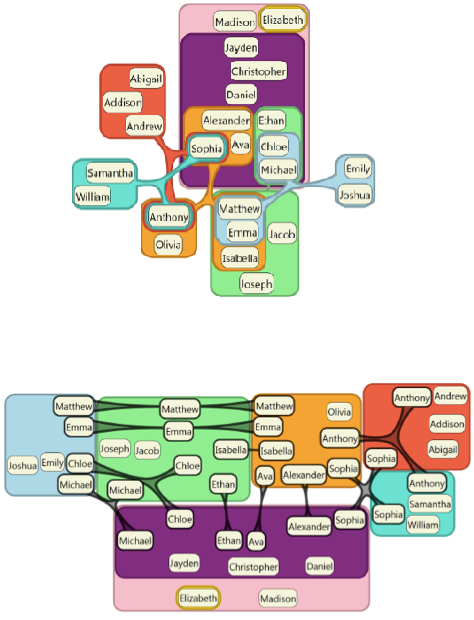 Madison Elizabeth
Jayden
Christopher
Abigail
Daniel
Addison
Andrew Alexander Ethan
Sophia Ava Chloe
Samantha Michael Emily
William Matthew Joshua
Anthony
Emma Jacob
Olivia
Isabella
Joseph
Matthew Matthew Matthew Anthony Andrew
Emma Emma Emma Olivia Addison
Joseph Jacob Isabella Isabella Anthony Abigail
Joshua Emily Chloe Chloe Sophia Sophia
Michael Michael Ethan Ava Alexander Anthony
Samantha
Chloe Alexander Sophia Sophia
William
Michael Ethan Ava
Jayden Christopher Daniel
Elizabeth Madison